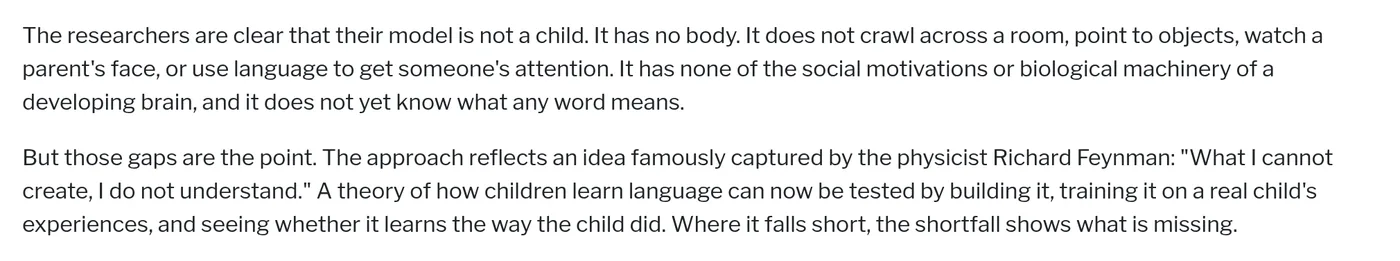 The researchers are clear that their model is not a child. It has no body. It does not crawl across a room, point to objects, watch a
parent's face, or use language to get someone's attention. It has none of the social motivations or biological machinery of a
developing brain, and it does not yet know what any word means.
But those gaps are the point. The approach reflects an idea famously captured by the physicist Richard Feynman: "What I cannot
create, I do not understand." A theory of how children learn language can now be tested by building it, training it on a real child's
experiences, and seeing whether it learns the way the child did. Where it falls short, the shortfall shows what is missing.